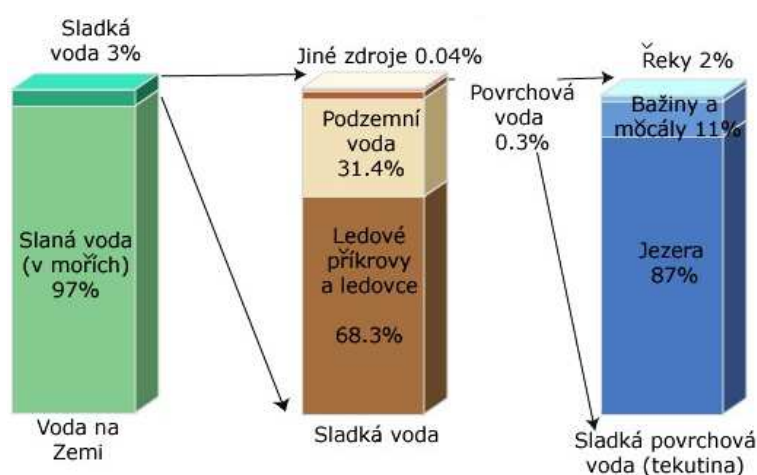 Sladká
voda 3%
Slaná voda
(v mořích)
97%
Voda na
Zemi
Jiné zdroje 0.04%
Podzemní
voda
31.4%
Ledové
příkrovy
a ledovce
68.3%
Sladká voda
Povrchová
voda
0.3%
Řeky 2%
Bažiny a
močály 11%
Jezera
87%
Sladká povrchová
voda (tekutina)